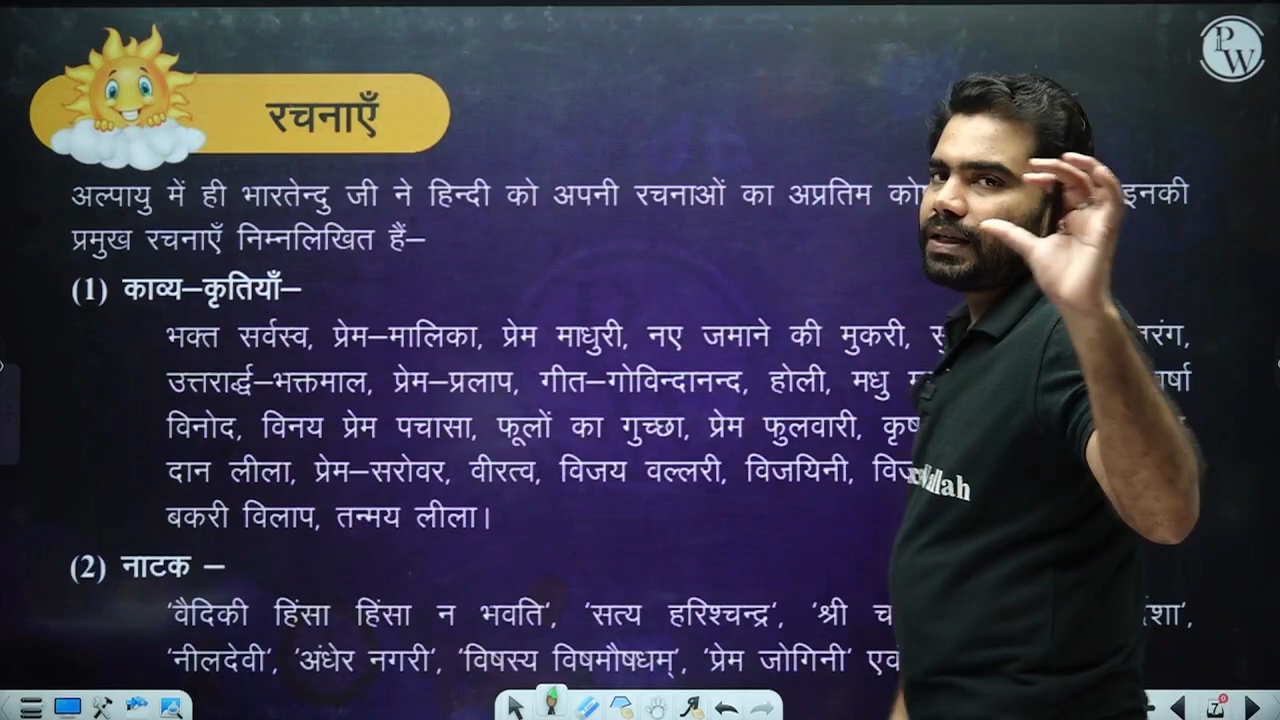 PW
रचनाएँ
अल्पायु में ही भारतेन्दु जी ने हिन्दी को अपनी रचनाओं का अप्रतिम इनकी
प्रमुख रचनाएँ निम्नलिखित हैं–
(1) काव्य–कृतियाँ–
भक्त सर्वस्व, प्रेम–मालिका, प्रेम माधुरी, नए जमाने की मुकरी,
उत्तरार्द्ध–भक्तमाल, प्रेम–प्रलाप, गीत–गोविन्दानन्द, होली, मधु
विनोद, विनय प्रेम पचासा, फूलों का गुच्छा, प्रेम फुलवारी,
दान लीला, प्रेम–सरोवर, वीरत्व, विजय वल्लरी, विजयिनी,
बकरी विलाप, तन्मय लीला।
(2) नाटक –
'वैदिकी हिंसा हिंसा न भवति', 'सत्य हरिश्चन्द्र', 'श्री
'नीलदेवी', 'अंधेर नगरी', 'विषस्य विषमौषधम्', 'प्रेम जोगिनी'